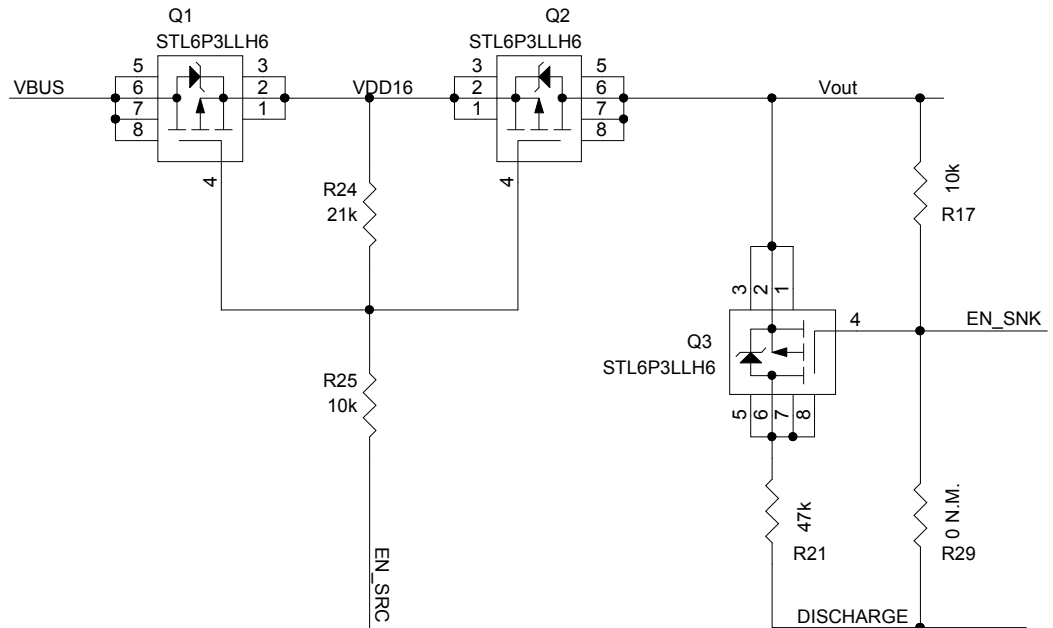 Q1
STL6P3LLH6
Q2
STL6P3LLH6
VBUS
5
6
7
8
3
2
1
4
VDD16
3
2
1
5
6
7
8
4
Vout
R24
21k
10k
R17
3
2
1
Q3
STL6P3LLH6
4
EN_SNK
5
6
7
8
R25
10k
47k
R21
0 N.M.
R29
EN_SRC
DISCHARGE